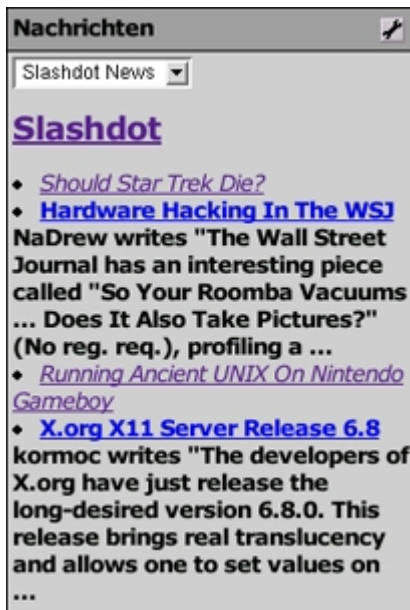 Nachrichten
Slashdot News
Slashdot
• Should Star Trek Die?
• Hardware Hacking In The WSJ
NaDrew writes "The Wall Street
Journal has an interesting piece
called "So Your Roomba Vacuums
... Does It Also Take Pictures?"
(No reg. req.), profiling a ...
• Running Ancient UNIX On Nintendo
Gameboy
• X.org X11 Server Release 6.8
kormoc writes "The developers of
X.org have just release the
long-desired version 6.8.0. This
release brings real translucency
and allows one to set values on
...